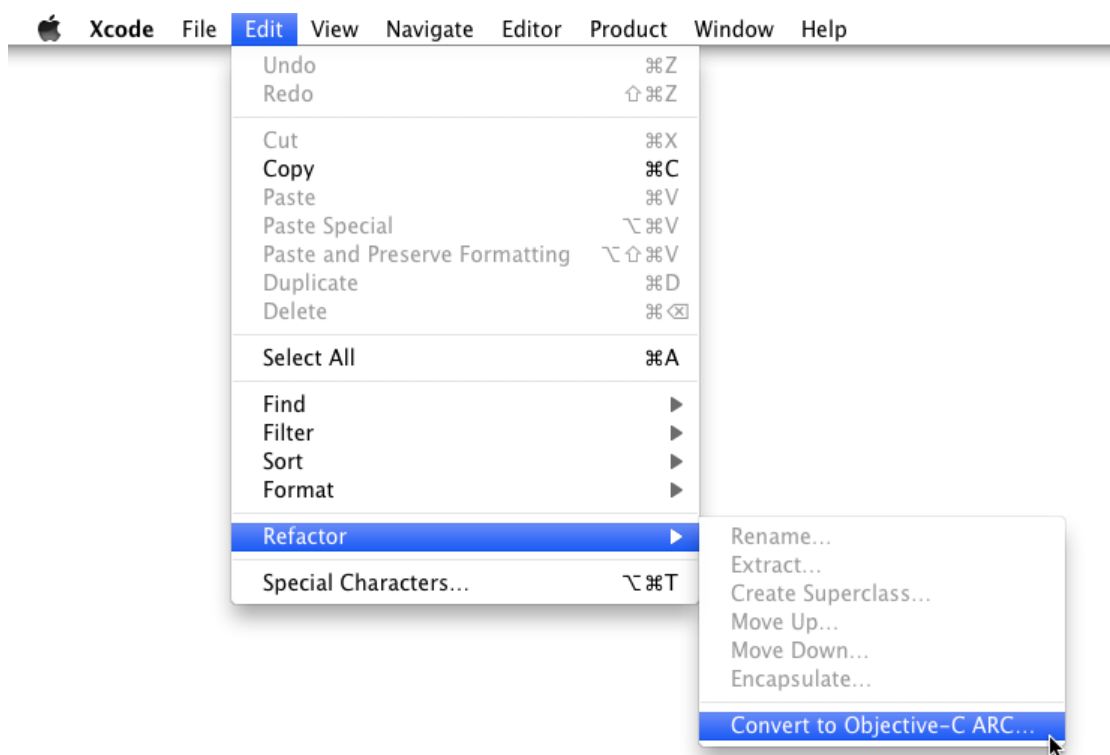 Xcode File Edit View Navigate Editor Product Window Help
Undo ⌘Z
Redo ⇧⌘Z
Cut ⌘X
Copy ⌘C
Paste ⌘V
Paste Special ⌥⌘V
Paste and Preserve Formatting ⌥⇧⌘V
Duplicate ⌘D
Delete ⌘⌫
Select All ⌘A
Find
Filter
Sort
Format
Refactor
Special Characters... ⌥⌘T
Rename...
Extract...
Create Superclass...
Move Up...
Move Down...
Encapsulate...
Convert to Objective-C ARC...